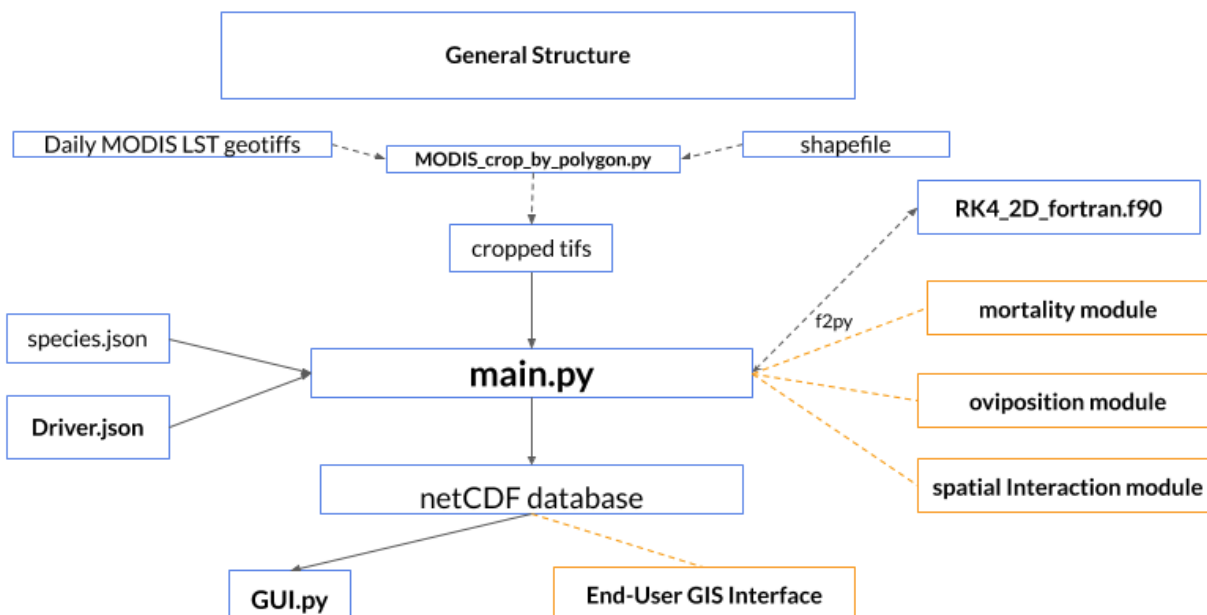 General Structure
Daily MODIS LST geotiffs
MODIS_crop_by_polygon.py
shapefile
RK4_2D_fortran.f90
cropped tifs
mortality module
f2py
species.json
main.py
oviposition module
Driver.json
spatial Interaction module
netCDF database
GUI.py
End-User GIS Interface